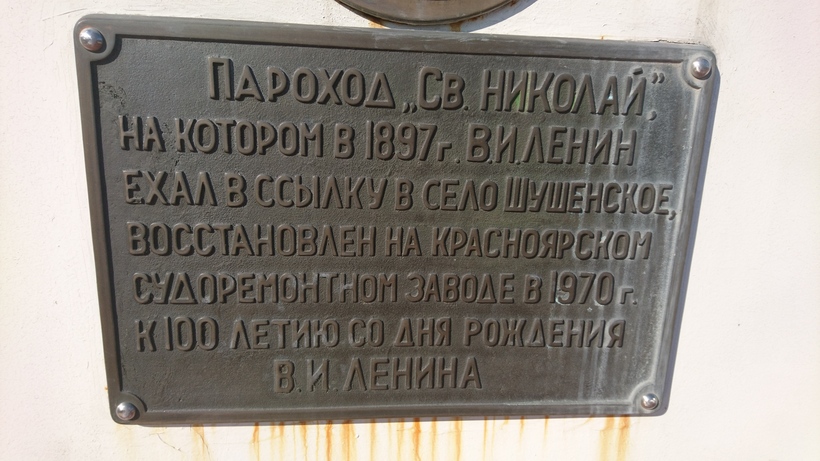 ПАРОХОД „СВ. НИКОЛАЙ”,
НА КОТОРОМ В 1897г. В.И.ЛЕНИН
ЕХАЛ В ССЫЛКУ В СЕЛО ШУШЕНСКОЕ,
ВОССТАНОВЛЕН НА КРАСНОЯРСКОМ
СУДОРЕМОНТНОМ ЗАВОДЕ В 1970 г.
К 100 ЛЕТИЮ СО ДНЯ РОЖДЕНИЯ
В. И. ЛЕНИНА